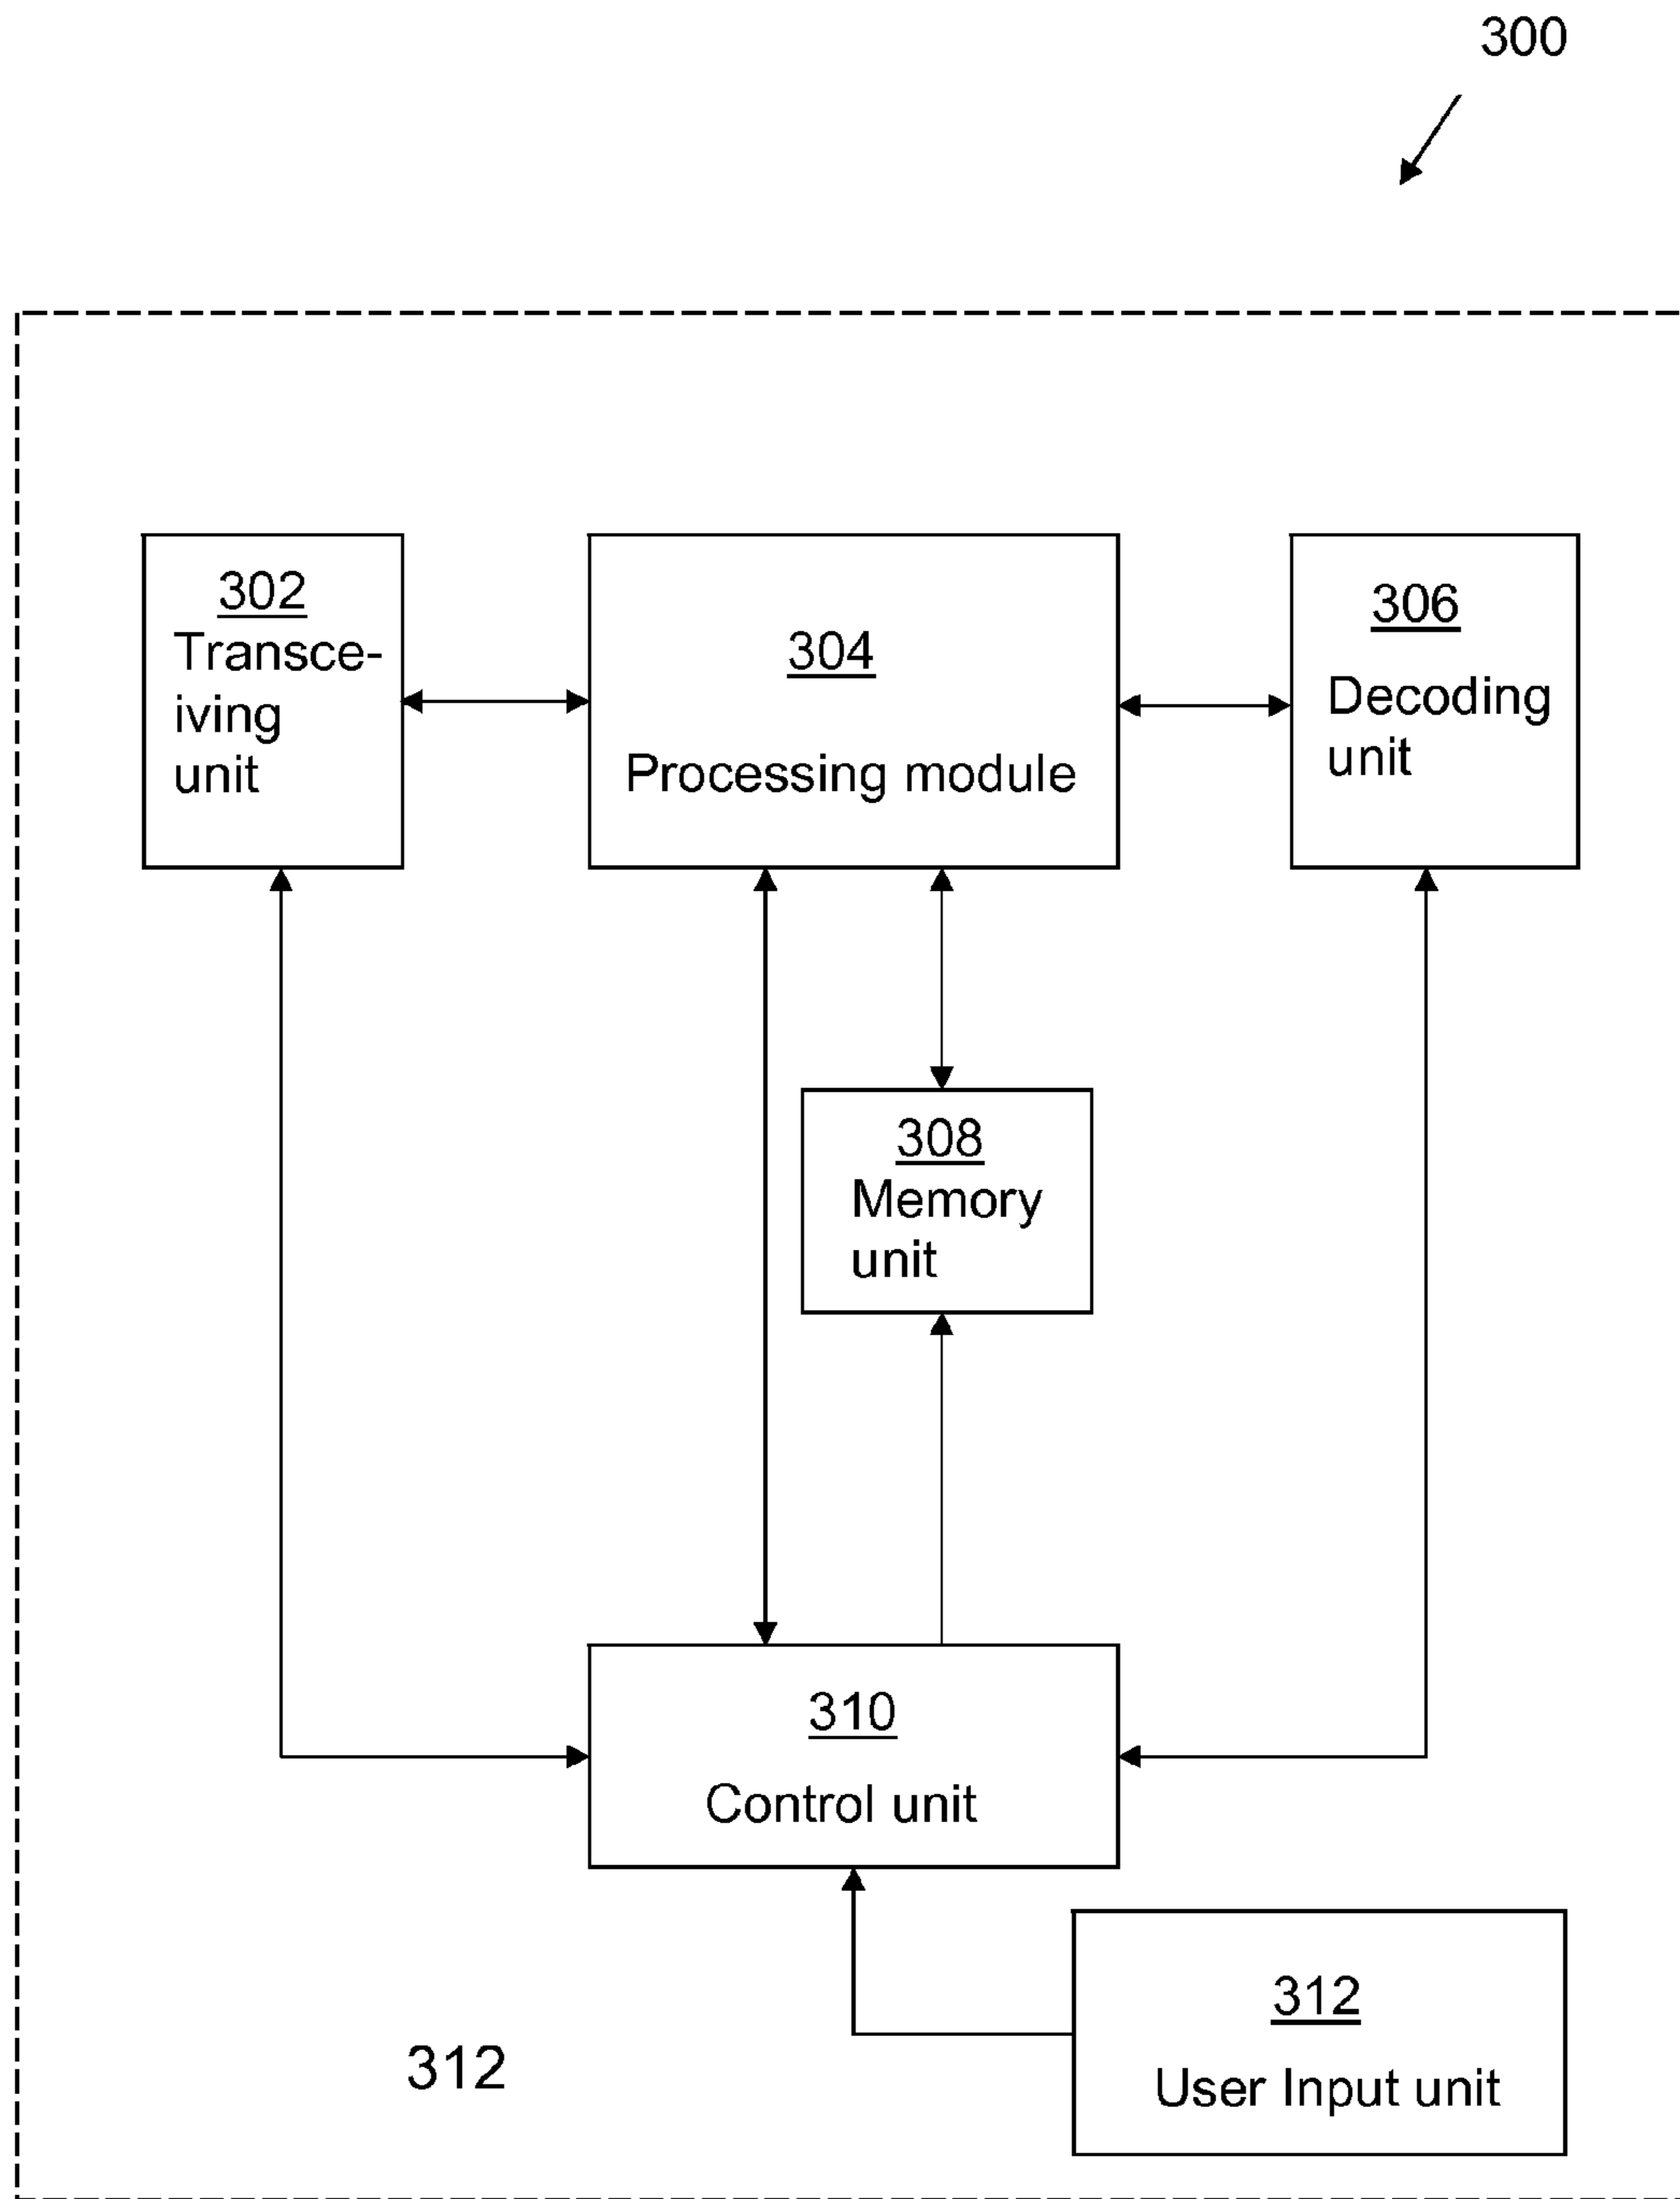 300
302
Transce-
iving
unit
304
Processing module
306
Decoding
unit
308
Memory
unit
310
Control unit
312
User Input unit
312